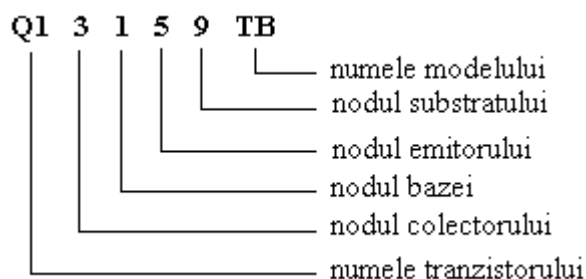 Q1 3 1 5 9 TB
numele modelului
nodul substratului
nodul emitorului
nodul bazei
nodul colectorului
numele tranzistorului